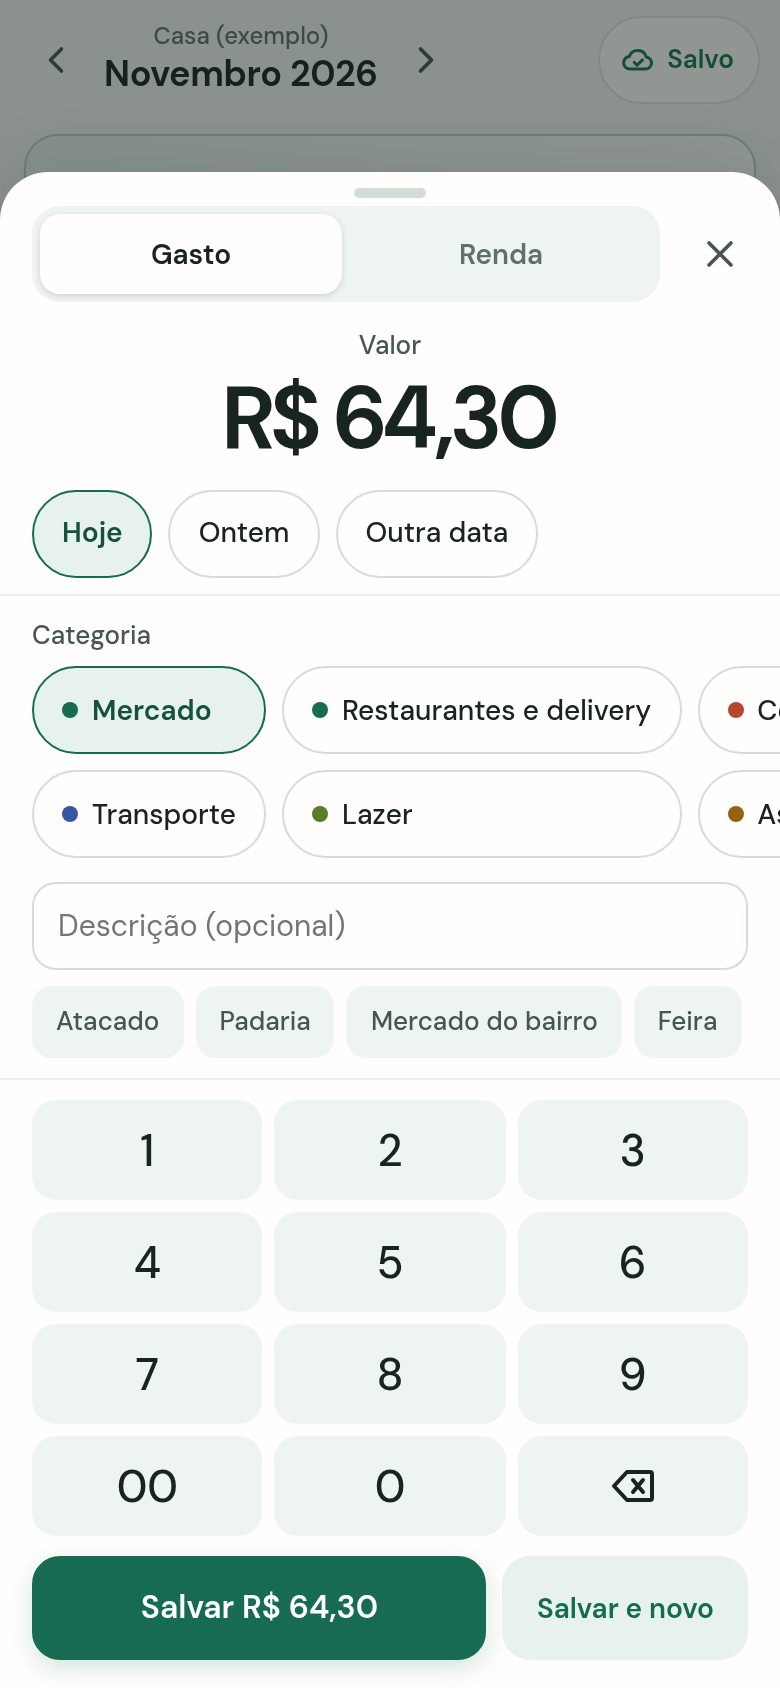 Casa (exemplo)
Novembro 2026
Salvo
Gasto
Renda
Valor
R$ 64,30
Hoje
Ontem
Outra data
Categoria
Mercado
Restaurantes e delivery
Transporte
Lazer
Descrição (opcional)
Atacado
Padaria
Mercado do bairro
Feira
1
2
3
4
5
6
7
8
9
00
0
Salvar R$ 64,30
Salvar e novo